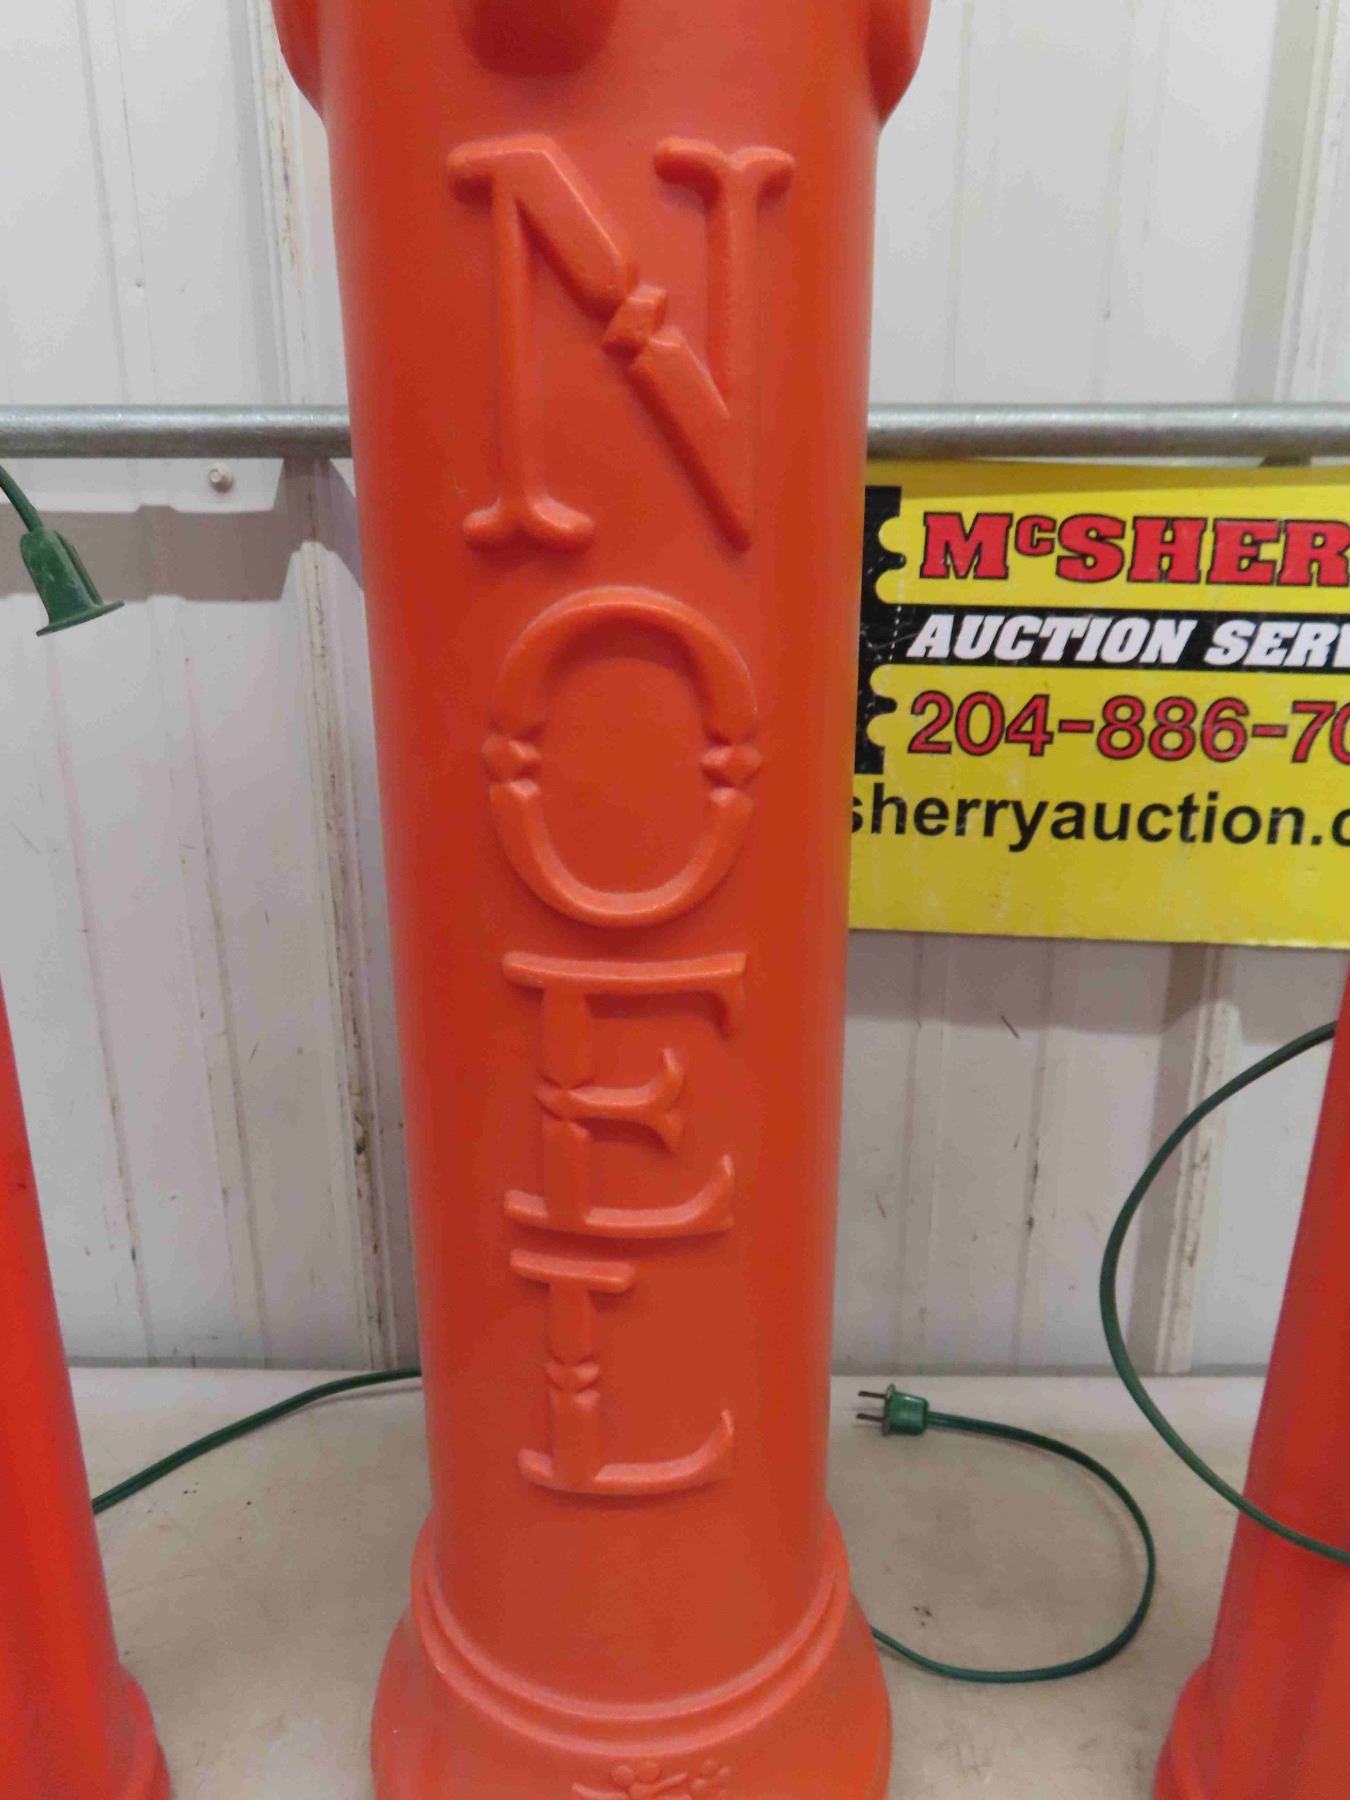 N
O
E
L
McSHER
AUCTION SERV
204-886-70
sherryauction.c